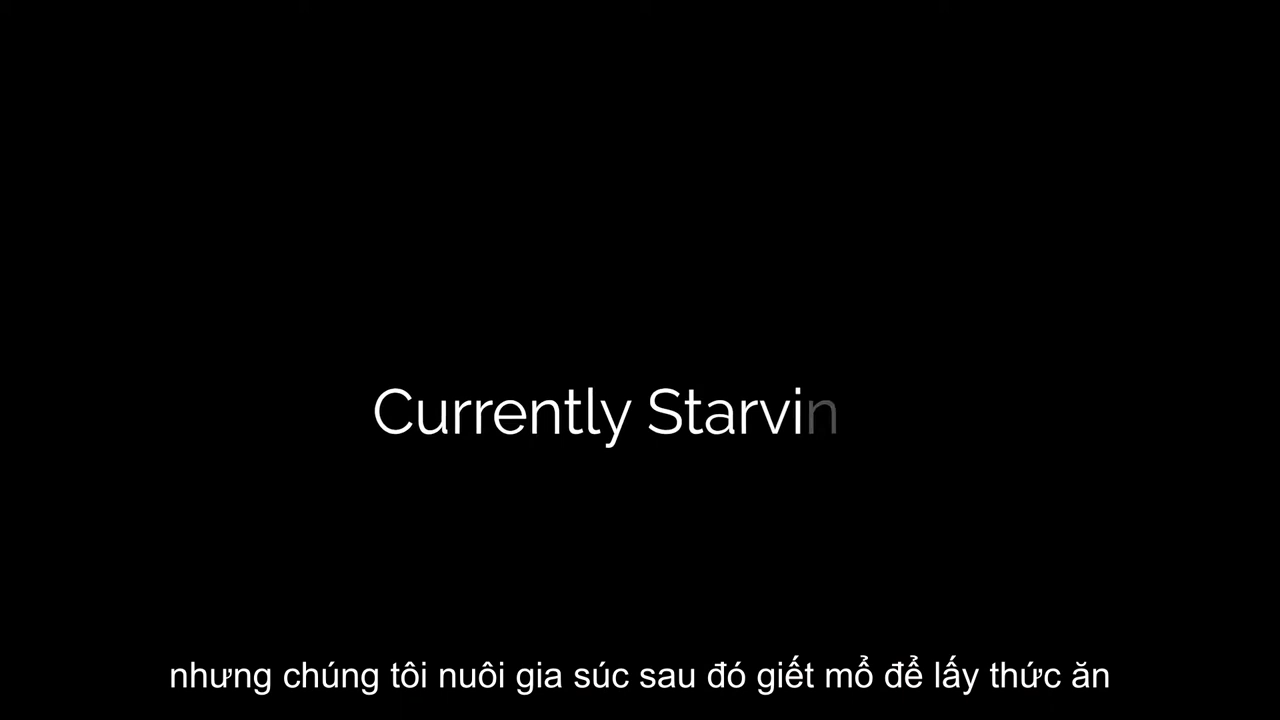 Currently Starvin
nhưng chúng tôi nuôi gia súc sau đó giết mổ để lấy thức ăn